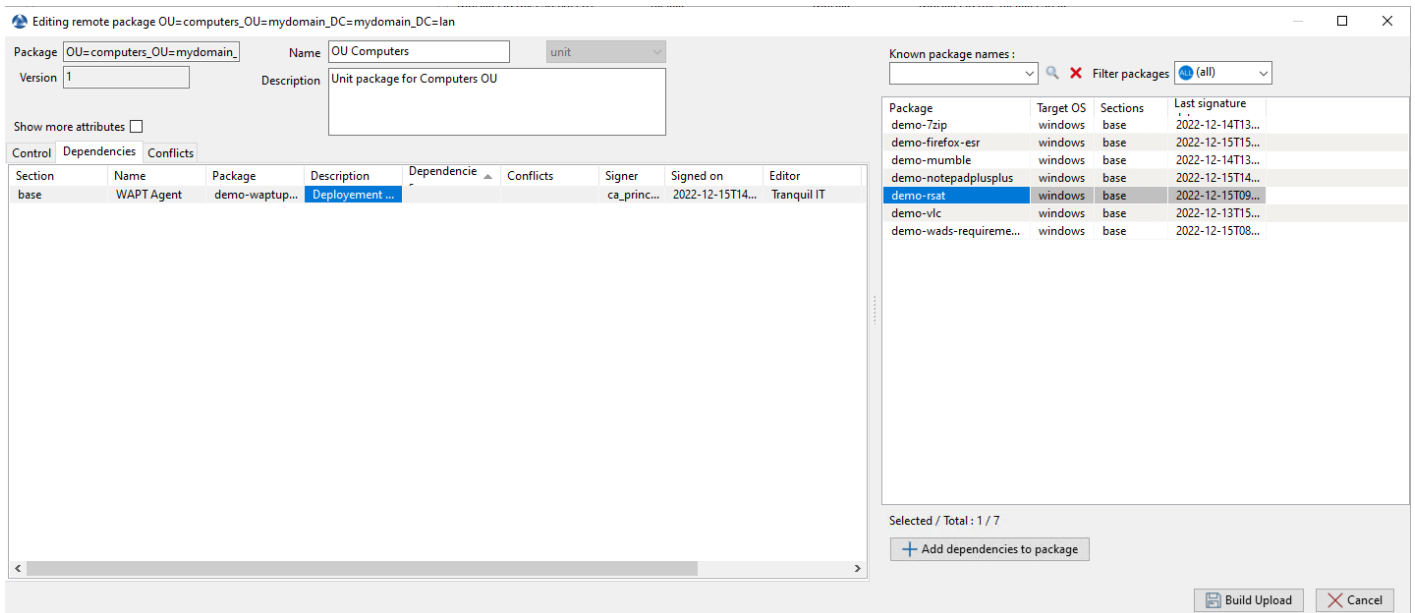 Editing remote package OU=computers_OU=mydomain_DC=mydomain_DC=lan
Package OU=computers_OU=mydomain_ Name OU Computers unit
Version 1 Description Unit package for Computers OU
Show more attributes
Control Dependencies Conflicts
Section Name Package Description Dependencie Conflicts Signer Signed on Editor
base WAPT Agent demo-waptup... Deployement ... ca_princ... 2022-12-15T14... Tranquil IT
Known package names :
Filter packages ALL (all)
Package Target OS Sections Last signature
demo-7zip windows base 2022-12-14T13...
demo-firefox-esr windows base 2022-12-15T15...
demo-mumble windows base 2022-12-14T13...
demo-notepadplusplus windows base 2022-12-15T14...
demo-rsat windows base 2022-12-15T09...
demo-vlc windows base 2022-12-13T15...
demo-wads-requireme... windows base 2022-12-15T08...
Selected / Total : 1 / 7
Add dependencies to package
Build Upload Cancel